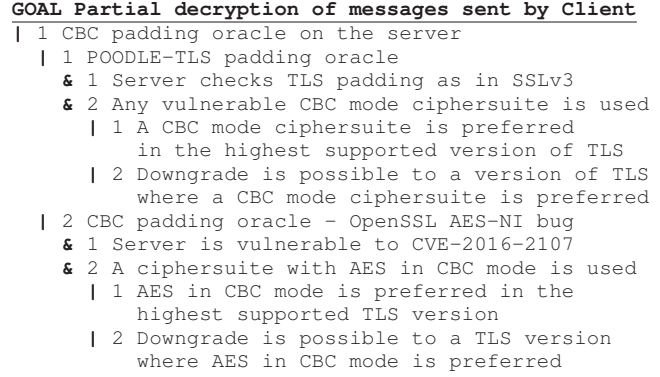 GOAL Partial decryption of messages sent by Client
| 1 CBC padding oracle on the server
| 1 POODLE-TLS padding oracle
& 1 Server checks TLS padding as in SSLv3
& 2 Any vulnerable CBC mode ciphersuite is used
| 1 A CBC mode ciphersuite is preferred
in the highest supported version of TLS
| 2 Downgrade is possible to a version of TLS
where a CBC mode ciphersuite is preferred
| 2 CBC padding oracle - OpenSSL AES-NI bug
& 1 Server is vulnerable to CVE-2016-2107
& 2 A ciphersuite with AES in CBC mode is used
| 1 AES in CBC mode is preferred in the
highest supported TLS version
| 2 Downgrade is possible to a TLS version
where AES in CBC mode is preferred